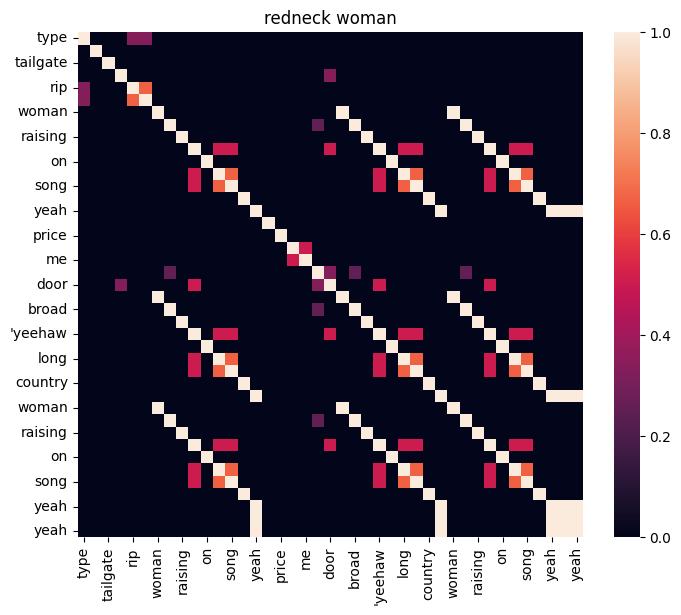 redneck woman
type
tailgate
rip
woman
raising
on
song
yeah
price
me
door
broad
'yeehaw
long
country
woman
raising
on
song
yeah
yeah
type
tailgate
rip
woman
raising
on
song
yeah
price
me
door
broad
'yeehaw
long
country
woman
raising
on
song
yeah
yeah
1.0
0.8
0.6
0.4
0.2
0.0